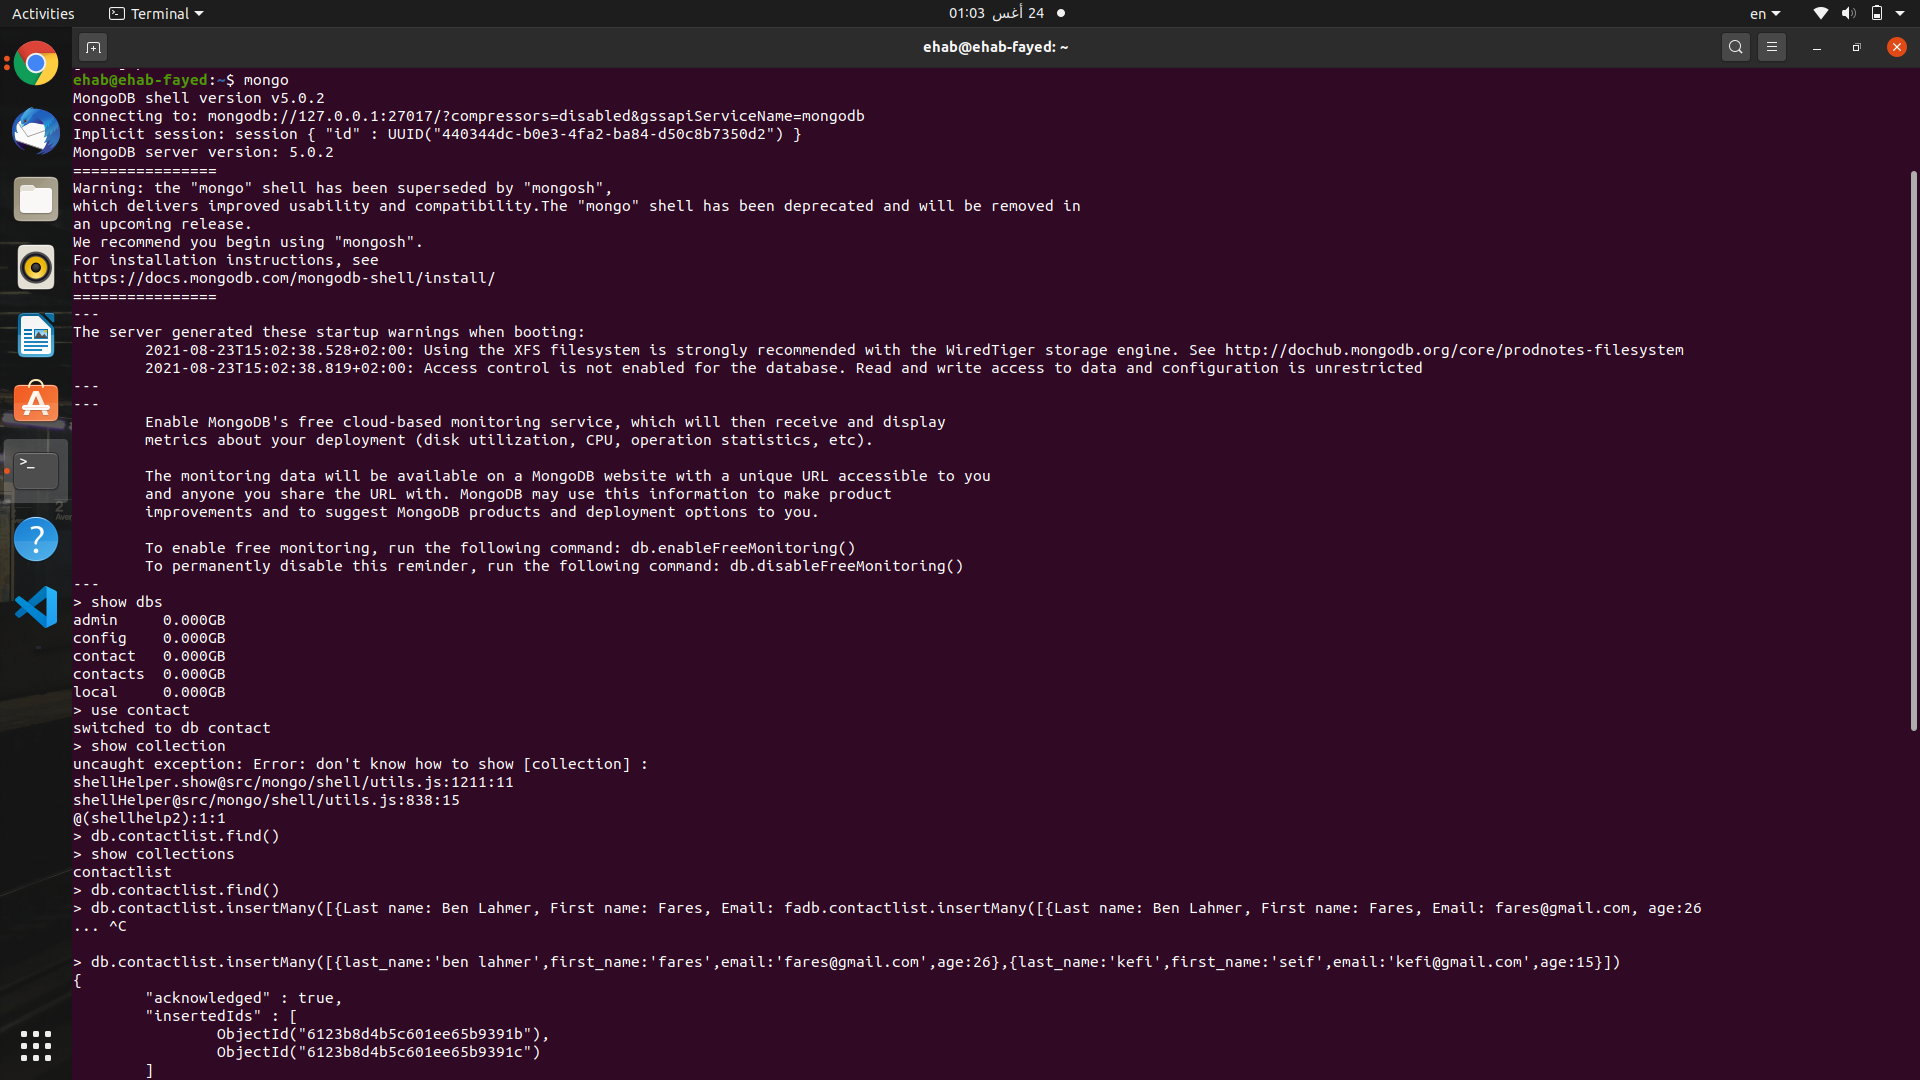 Activities
Terminal
24 أغس 01:03
en
ehab@ehab-fayed: ~
ehab@ehab-fayed:~$ mongo
MongoDB shell version v5.0.2
connecting to: mongodb://127.0.0.1:27017/?compressors=disabled&gssapiServiceName=mongodb
Implicit session: session { "id" : UUID("440344dc-b0e3-4fa2-ba84-d50c8b7350d2") }
MongoDB server version: 5.0.2
================
Warning: the "mongo" shell has been superseded by "mongosh",
which delivers improved usability and compatibility.The "mongo" shell has been deprecated and will be removed in
an upcoming release.
We recommend you begin using "mongosh".
For installation instructions, see
https://docs.mongodb.com/mongodb-shell/install/
================
---
The server generated these startup warnings when booting:
2021-08-23T15:02:38.528+02:00: Using the XFS filesystem is strongly recommended with the WiredTiger storage engine. See http://dochub.mongodb.org/core/prodnotes-filesystem
2021-08-23T15:02:38.819+02:00: Access control is not enabled for the database. Read and write access to data and configuration is unrestricted
---
---
Enable MongoDB's free cloud-based monitoring service, which will then receive and display
metrics about your deployment (disk utilization, CPU, operation statistics, etc).
The monitoring data will be available on a MongoDB website with a unique URL accessible to you
and anyone you share the URL with. MongoDB may use this information to make product
improvements and to suggest MongoDB products and deployment options to you.
To enable free monitoring, run the following command: db.enableFreeMonitoring()
To permanently disable this reminder, run the following command: db.disableFreeMonitoring()
---
> show dbs
admin 0.000GB
config 0.000GB
contact 0.000GB
contacts 0.000GB
local 0.000GB
> use contact
switched to db contact
> show collection
uncaught exception: Error: don't know how to show [collection] :
shellHelper.show@src/mongo/shell/utils.js:1211:11
shellHelper@src/mongo/shell/utils.js:838:15
@(shellhelp2):1:1
> db.contactlist.find()
> show collections
contactlist
> db.contactlist.find()
> db.contactlist.insertMany([{Last name: Ben Lahmer, First name: Fares, Email: fadb.contactlist.insertMany([{Last name: Ben Lahmer, First name: Fares, Email: fares@gmail.com, age:26
... ^C
> db.contactlist.insertMany([{last_name:'ben lahmer',first_name:'fares',email:'fares@gmail.com',age:26},{last_name:'kefi',first_name:'seif',email:'kefi@gmail.com',age:15}])
{
"acknowledged" : true,
"insertedIds" : [
ObjectId("6123b8d4b5c601ee65b9391b"),
ObjectId("6123b8d4b5c601ee65b9391c")
]